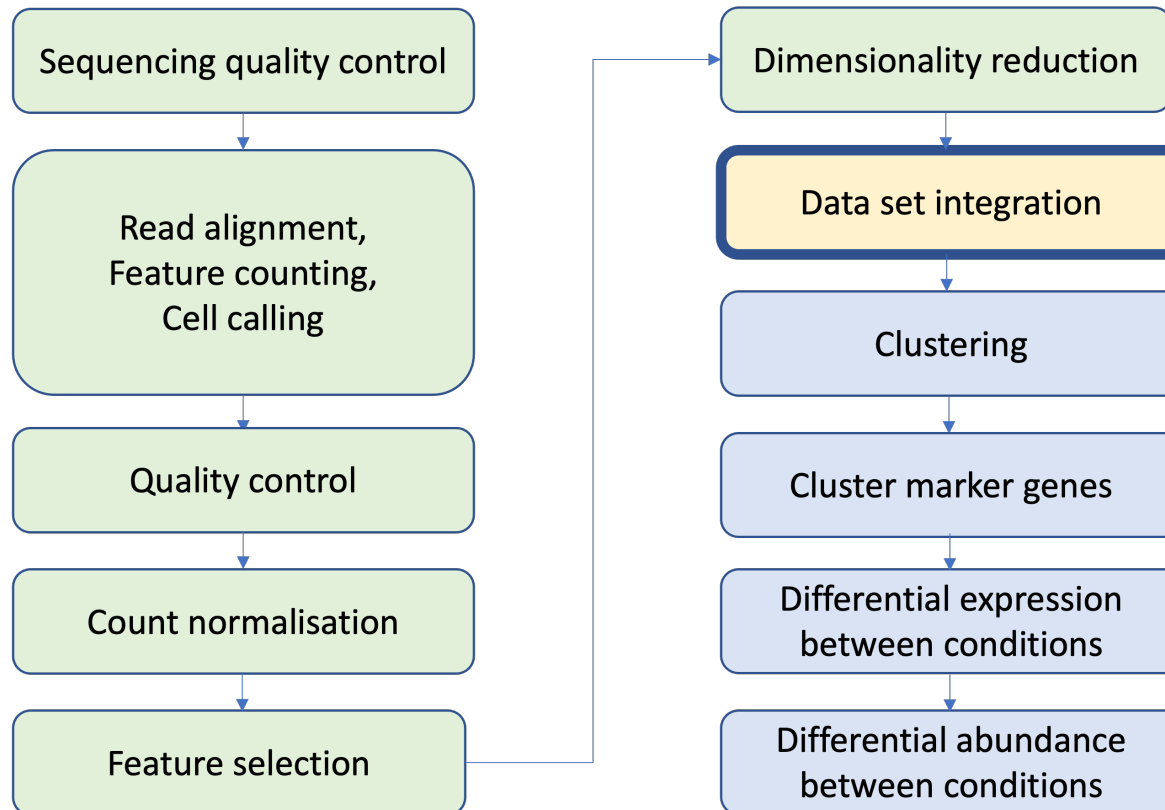 Sequencing quality control
Read alignment,
Feature counting,
Cell calling
Quality control
Count normalisation
Feature selection
Dimensionality reduction
Data set integration
Clustering
Cluster marker genes
Differential expression
between conditions
Differential abundance
between conditions